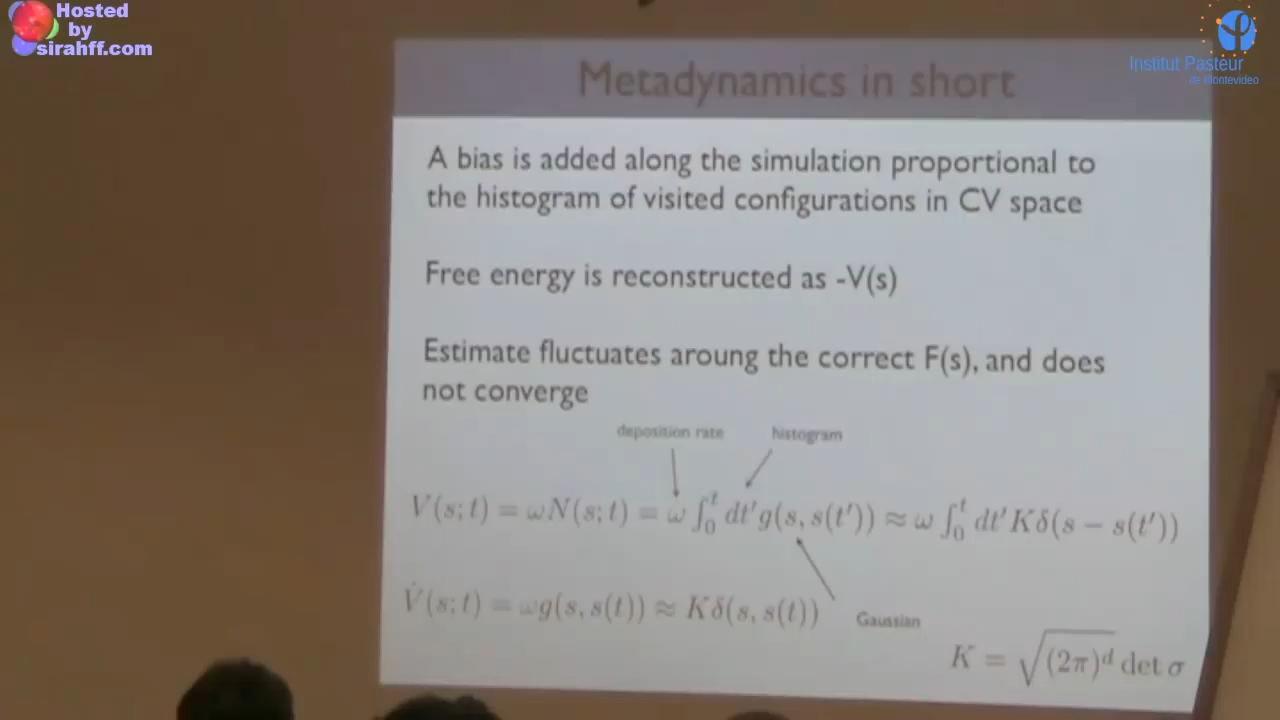 Hosted
by
sirahff.com
Institut Pasteur
de Montevideo
Metadynamics in short
A bias is added along the simulation proportional to
the histogram of visited configurations in CV space
Free energy is reconstructed as -V(s)
Estimate fluctuates aroung the correct F(s), and does
not converge
deposition rate histogram
V(s;t) = ωN(s;t) = ω ∫₀ᵗ dt′g(s, s(t′)) ≈ ω ∫₀ᵗ dt′Kδ(s − s(t′))
V̇(s;t) = ωg(s, s(t)) ≈ Kδ(s, s(t))
Gaussian
K = √(2π)ᵈ det σ